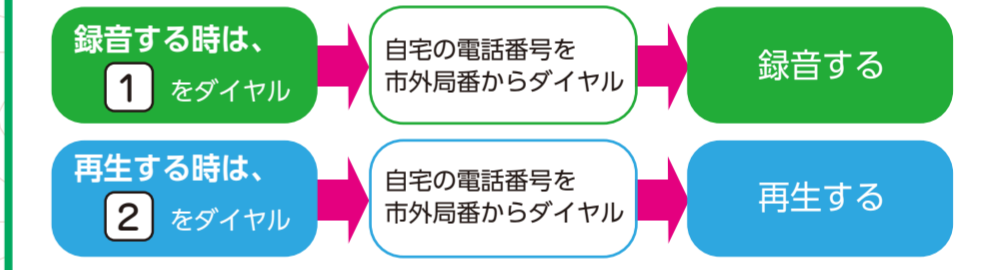 録音する時は、
1 をダイヤル
自宅の電話番号を
市外局番からダイヤル
録音する
再生する時は、
2 をダイヤル
自宅の電話番号を
市外局番からダイヤル
再生する